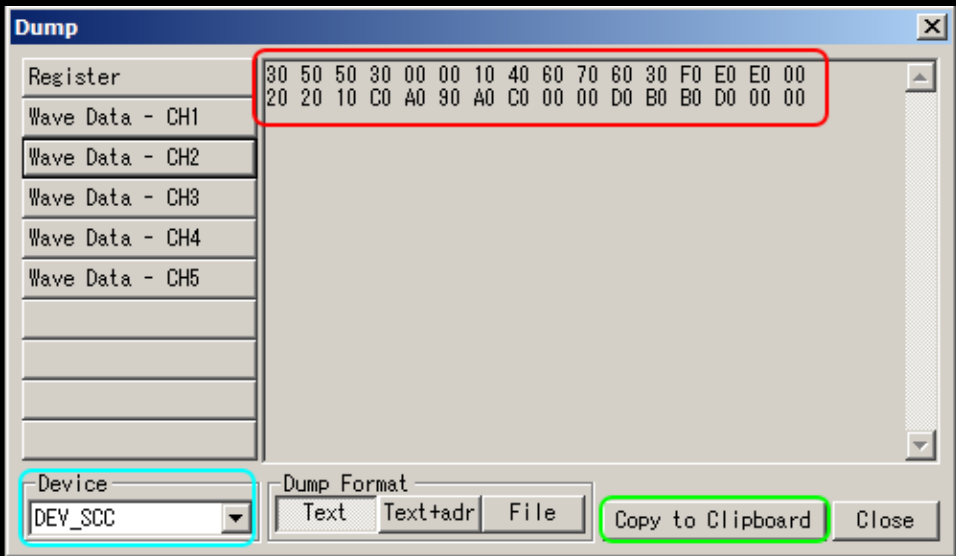 Dump
Register
Wave Data - CH1
Wave Data - CH2
Wave Data - CH3
Wave Data - CH4
Wave Data - CH5
30 50 50 30 00 00 10 40 60 70 60 30 F0 E0 E0 00
20 20 10 C0 A0 90 A0 C0 00 00 D0 B0 B0 D0 00 00
Device
DEV_SCC
Dump Format
Text Text+adr File
Copy to Clipboard
Close